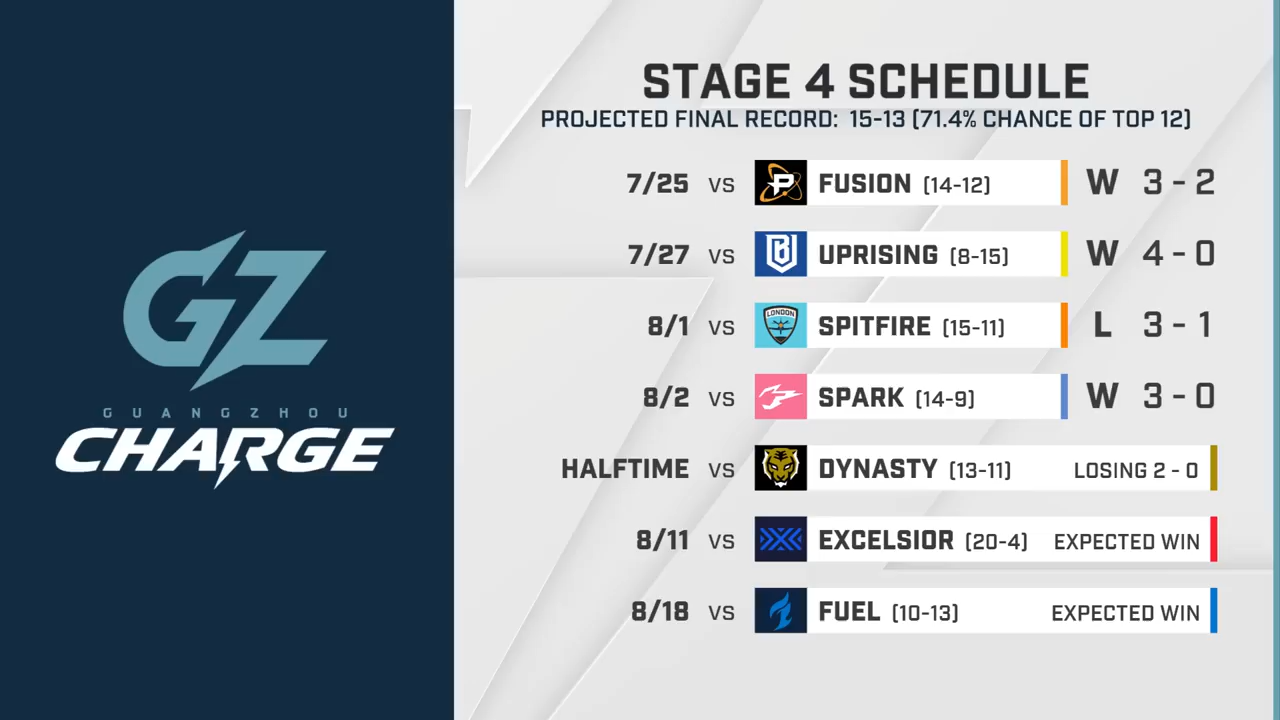 STAGE 4 SCHEDULE
PROJECTED FINAL RECORD: 15-13 [71.4% CHANCE OF TOP 12]
7/25 VS P FUSION [14-12] W 3 - 2
7/27 VS UPRISING [8-15] W 4 - 0
8/1 VS LONDON SPITFIRE [15-11] L 3 - 1
8/2 VS SPARK [14-9] W 3 - 0
HALFTIME VS DYNASTY [13-11] LOSING 2 - 0
8/11 VS EXCELSIOR [20-4] EXPECTED WIN
8/18 VS FUEL [10-13] EXPECTED WIN
GZ
GUANGZHOU
CHARGE